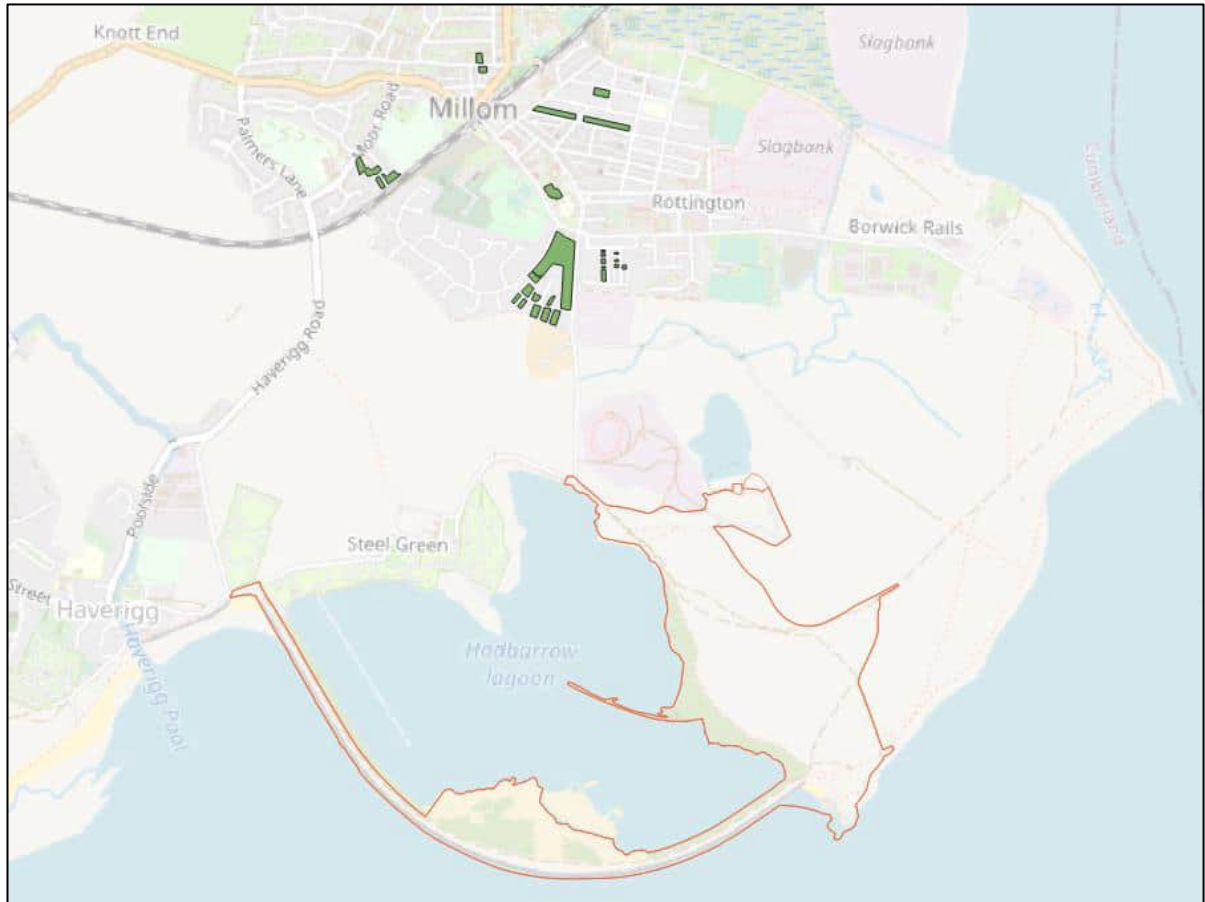 Knott End
Slagbank
Millom
Moor Road
Palmers Lane
Slagbank
Cumberland
Rottington
Borwick Rails
Haverigg Road
Poolside
Steel Green
Street
Haverigg
Haverigg Pool
Hodbarrow
lagoon